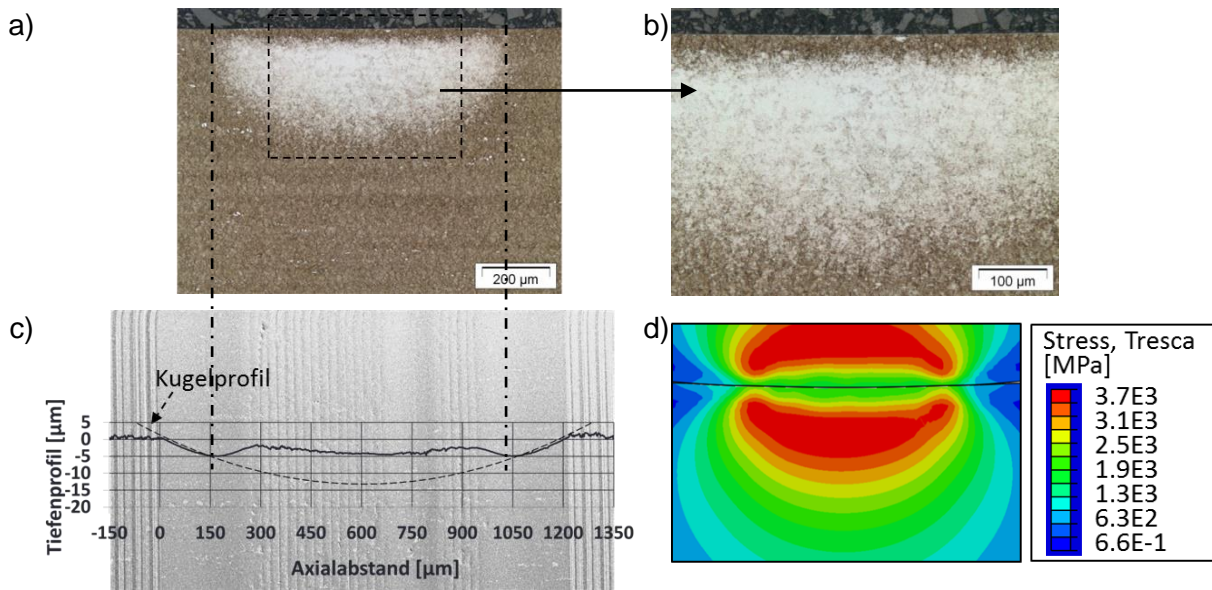 a)
b)
200 µm
100 µm
c)
Kugelprofil
Tiefenprofil [µm]
5
0
-5
-10
-15
-20
-150 0 150 300 450 600 750 900 1050 1200 1350
Axialabstand [µm]
d)
Stress, Tresca
[MPa]
3.7E3
3.1E3
2.5E3
1.9E3
1.3E3
6.3E2
6.6E-1